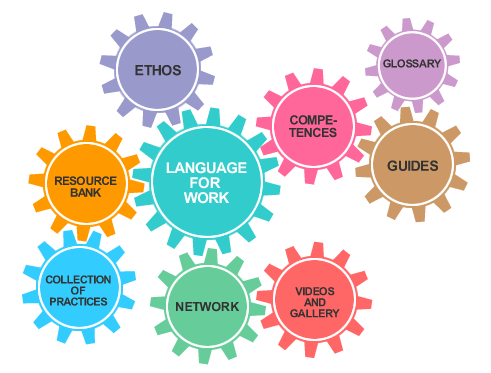 ETHOS
GLOSSARY
COMPE-
TENCES
LANGUAGE
FOR
WORK
GUIDES
RESOURCE
BANK
COLLECTION
OF
PRACTICES
NETWORK
VIDEOS
AND
GALLERY